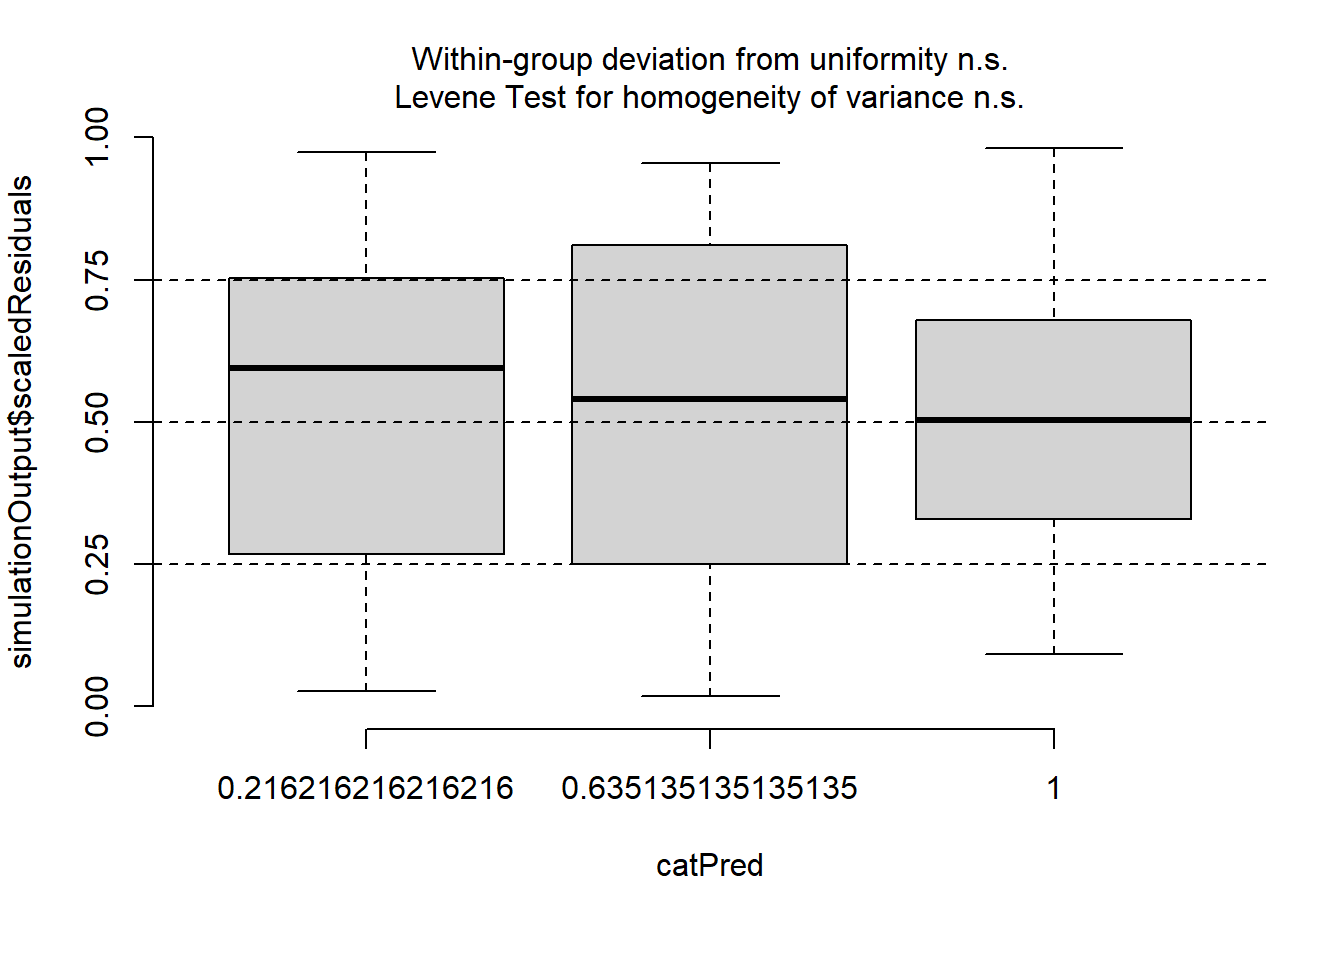 Within-group deviation from uniformity n.s.
Levene Test for homogeneity of variance n.s.
simulationOutput$scaledResiduals
1.00
0.75
0.50
0.25
0.00
0.216216216216216
0.635135135135135
1
catPred